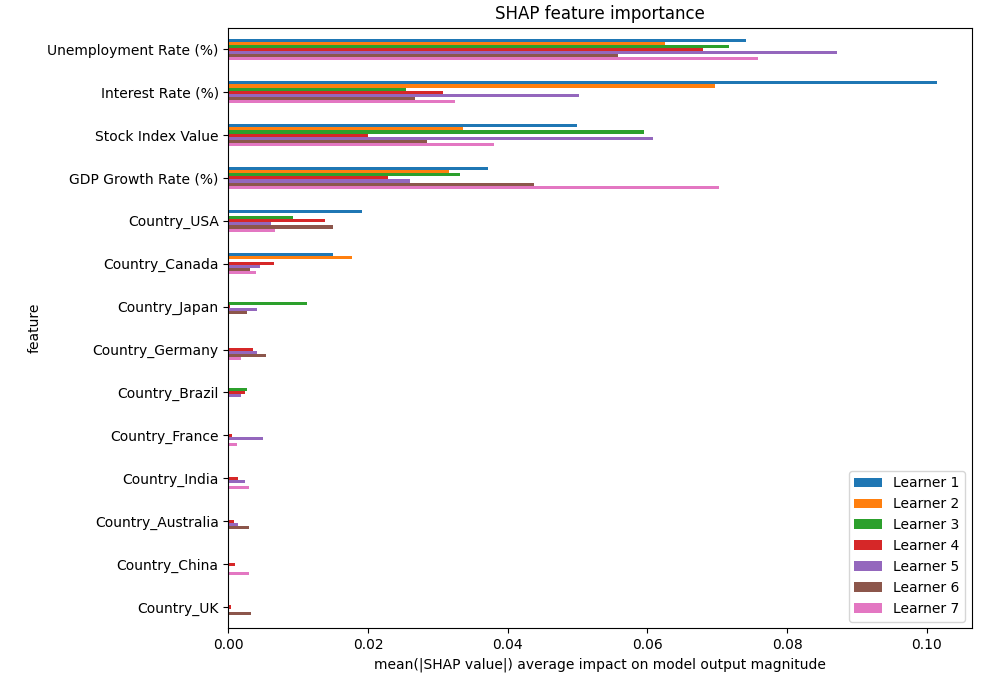 SHAP feature importance
Unemployment Rate (%)
Interest Rate (%)
Stock Index Value
GDP Growth Rate (%)
Country_USA
Country_Canada
Country_Japan
Country_Germany
Country_Brazil
Country_France
Country_India
Country_Australia
Country_China
Country_UK
feature
Learner 1
Learner 2
Learner 3
Learner 4
Learner 5
Learner 6
Learner 7
0.00 0.02 0.04 0.06 0.08 0.10
mean(|SHAP value|) average impact on model output magnitude